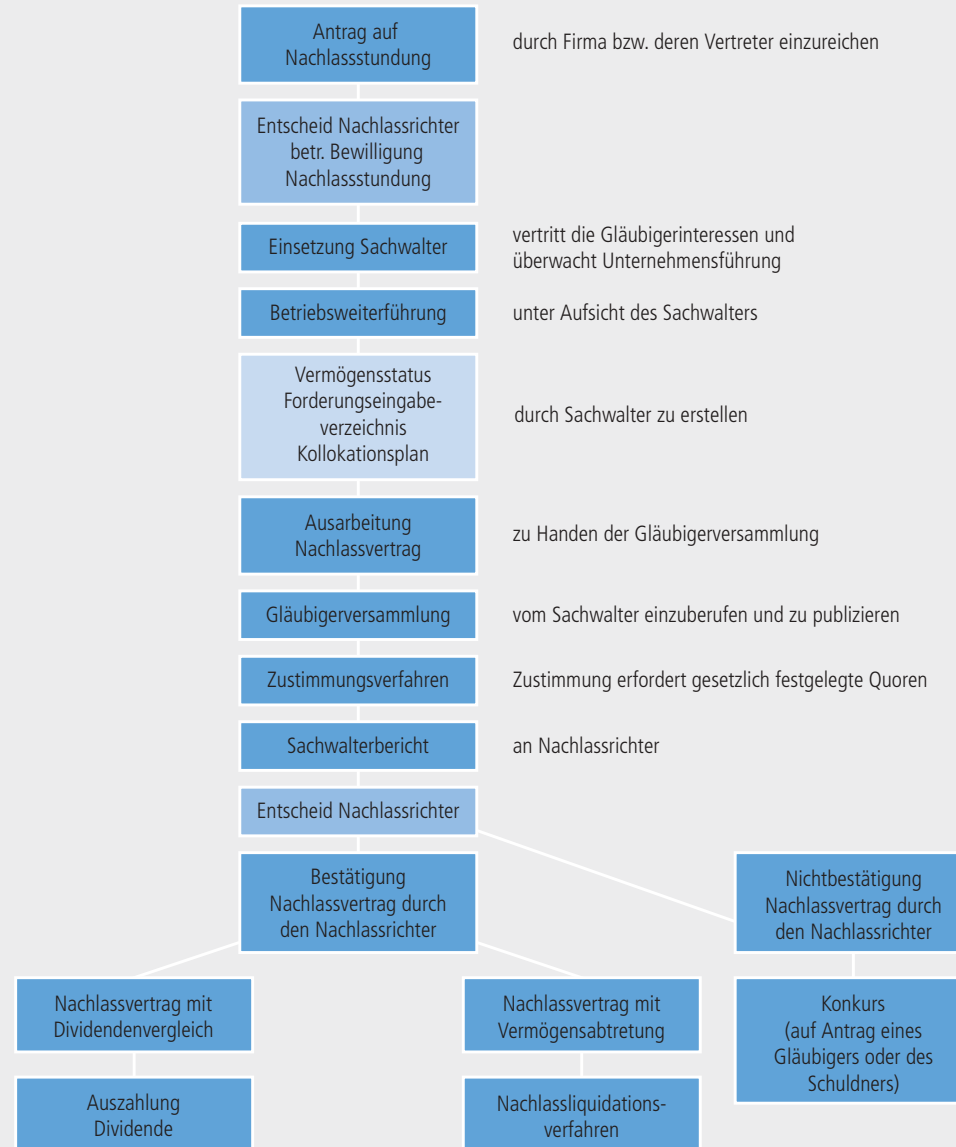 Antrag auf
Nachlassstundung
durch Firma bzw. deren Vertreter einzureichen
Entscheid Nachlassrichter
betr. Bewilligung
Nachlassstundung
Einsetzung Sachwalter
vertritt die Gläubigerinteressen und
überwacht Unternehmensführung
Betriebsweiterführung
unter Aufsicht des Sachwalters
Vermögensstatus
Forderungseingabe-
verzeichnis
Kollokationsplan
durch Sachwalter zu erstellen
Ausarbeitung
Nachlassvertrag
zu Handen der Gläubigerversammlung
Gläubigerversammlung
vom Sachwalter einzuberufen und zu publizieren
Zustimmungsverfahren
Zustimmung erfordert gesetzlich festgelegte Quoren
Sachwalterbericht
an Nachlassrichter
Entscheid Nachlassrichter
Bestätigung
Nachlassvertrag durch
den Nachlassrichter
Nichtbestätigung
Nachlassvertrag durch
den Nachlassrichter
Nachlassvertrag mit
Dividendenvergleich
Nachlassvertrag mit
Vermögensabtretung
Konkurs
(auf Antrag eines
Gläubigers oder des
Schuldners)
Auszahlung
Dividende
Nachlassliquidations-
verfahren